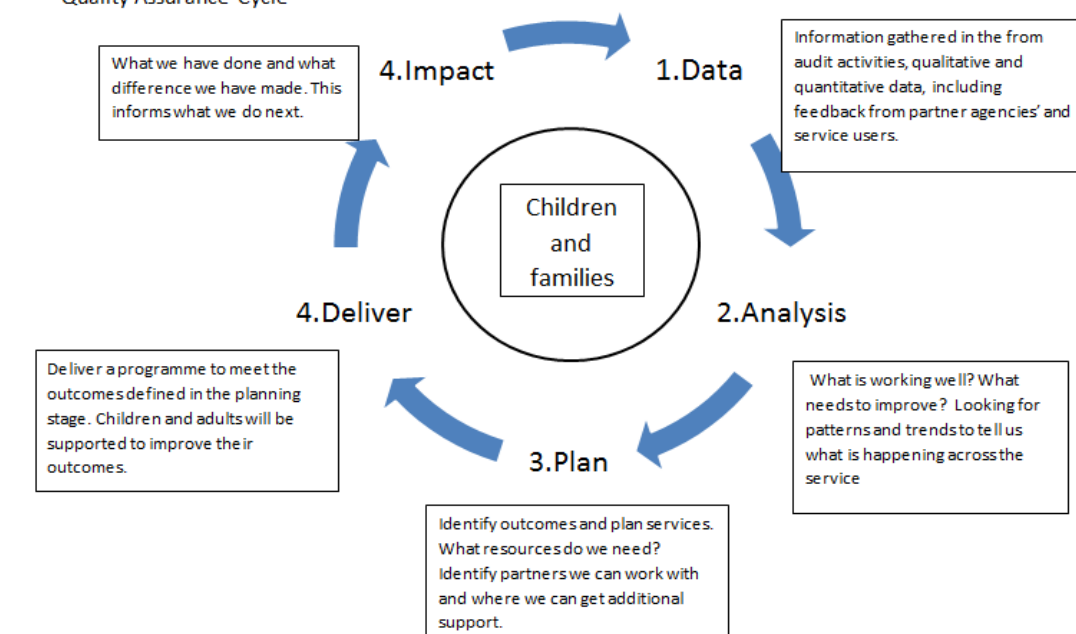 Quality Assurance Cycle
4.Impact
1.Data
What we have done and what
difference we have made. This
informs what we do next.
Information gathered in the from
audit activities, qualitative and
quantitative data, including
feedback from partner agencies’ and
service users.
Children
and
families
4.Deliver
2.Analysis
Deliver a programme to meet the
outcomes defined in the planning
stage. Children and adults will be
supported to improve their
outcomes.
What is working well? What
needs to improve? Looking for
patterns and trends to tell us
what is happening across the
service
3.Plan
Identify outcomes and plan services.
What resources do we need?
Identify partners we can work with
and where we can get additional
support.